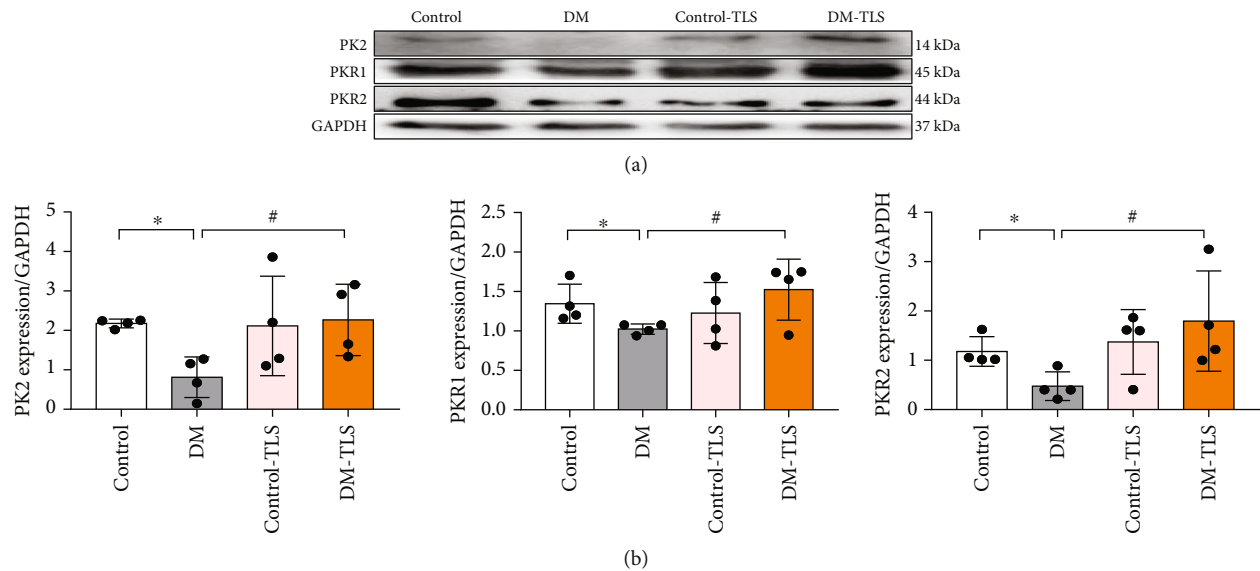 Control DM Control-TLS DM-TLS
PK2 14 kDa
PKR1 45 kDa
PKR2 44 kDa
GAPDH 37 kDa
(a)
PK2 expression/GAPDH
5
4
3
2
1
0
*
#
Control
DM
Control-TLS
DM-TLS
PKR1 expression/GAPDH
2.5
2.0
1.5
1.0
0.5
0.0
*
#
Control
DM
Control-TLS
DM-TLS
PKR2 expression/GAPDH
4
3
2
1
0
*
#
Control
DM
Control-TLS
DM-TLS
(b)